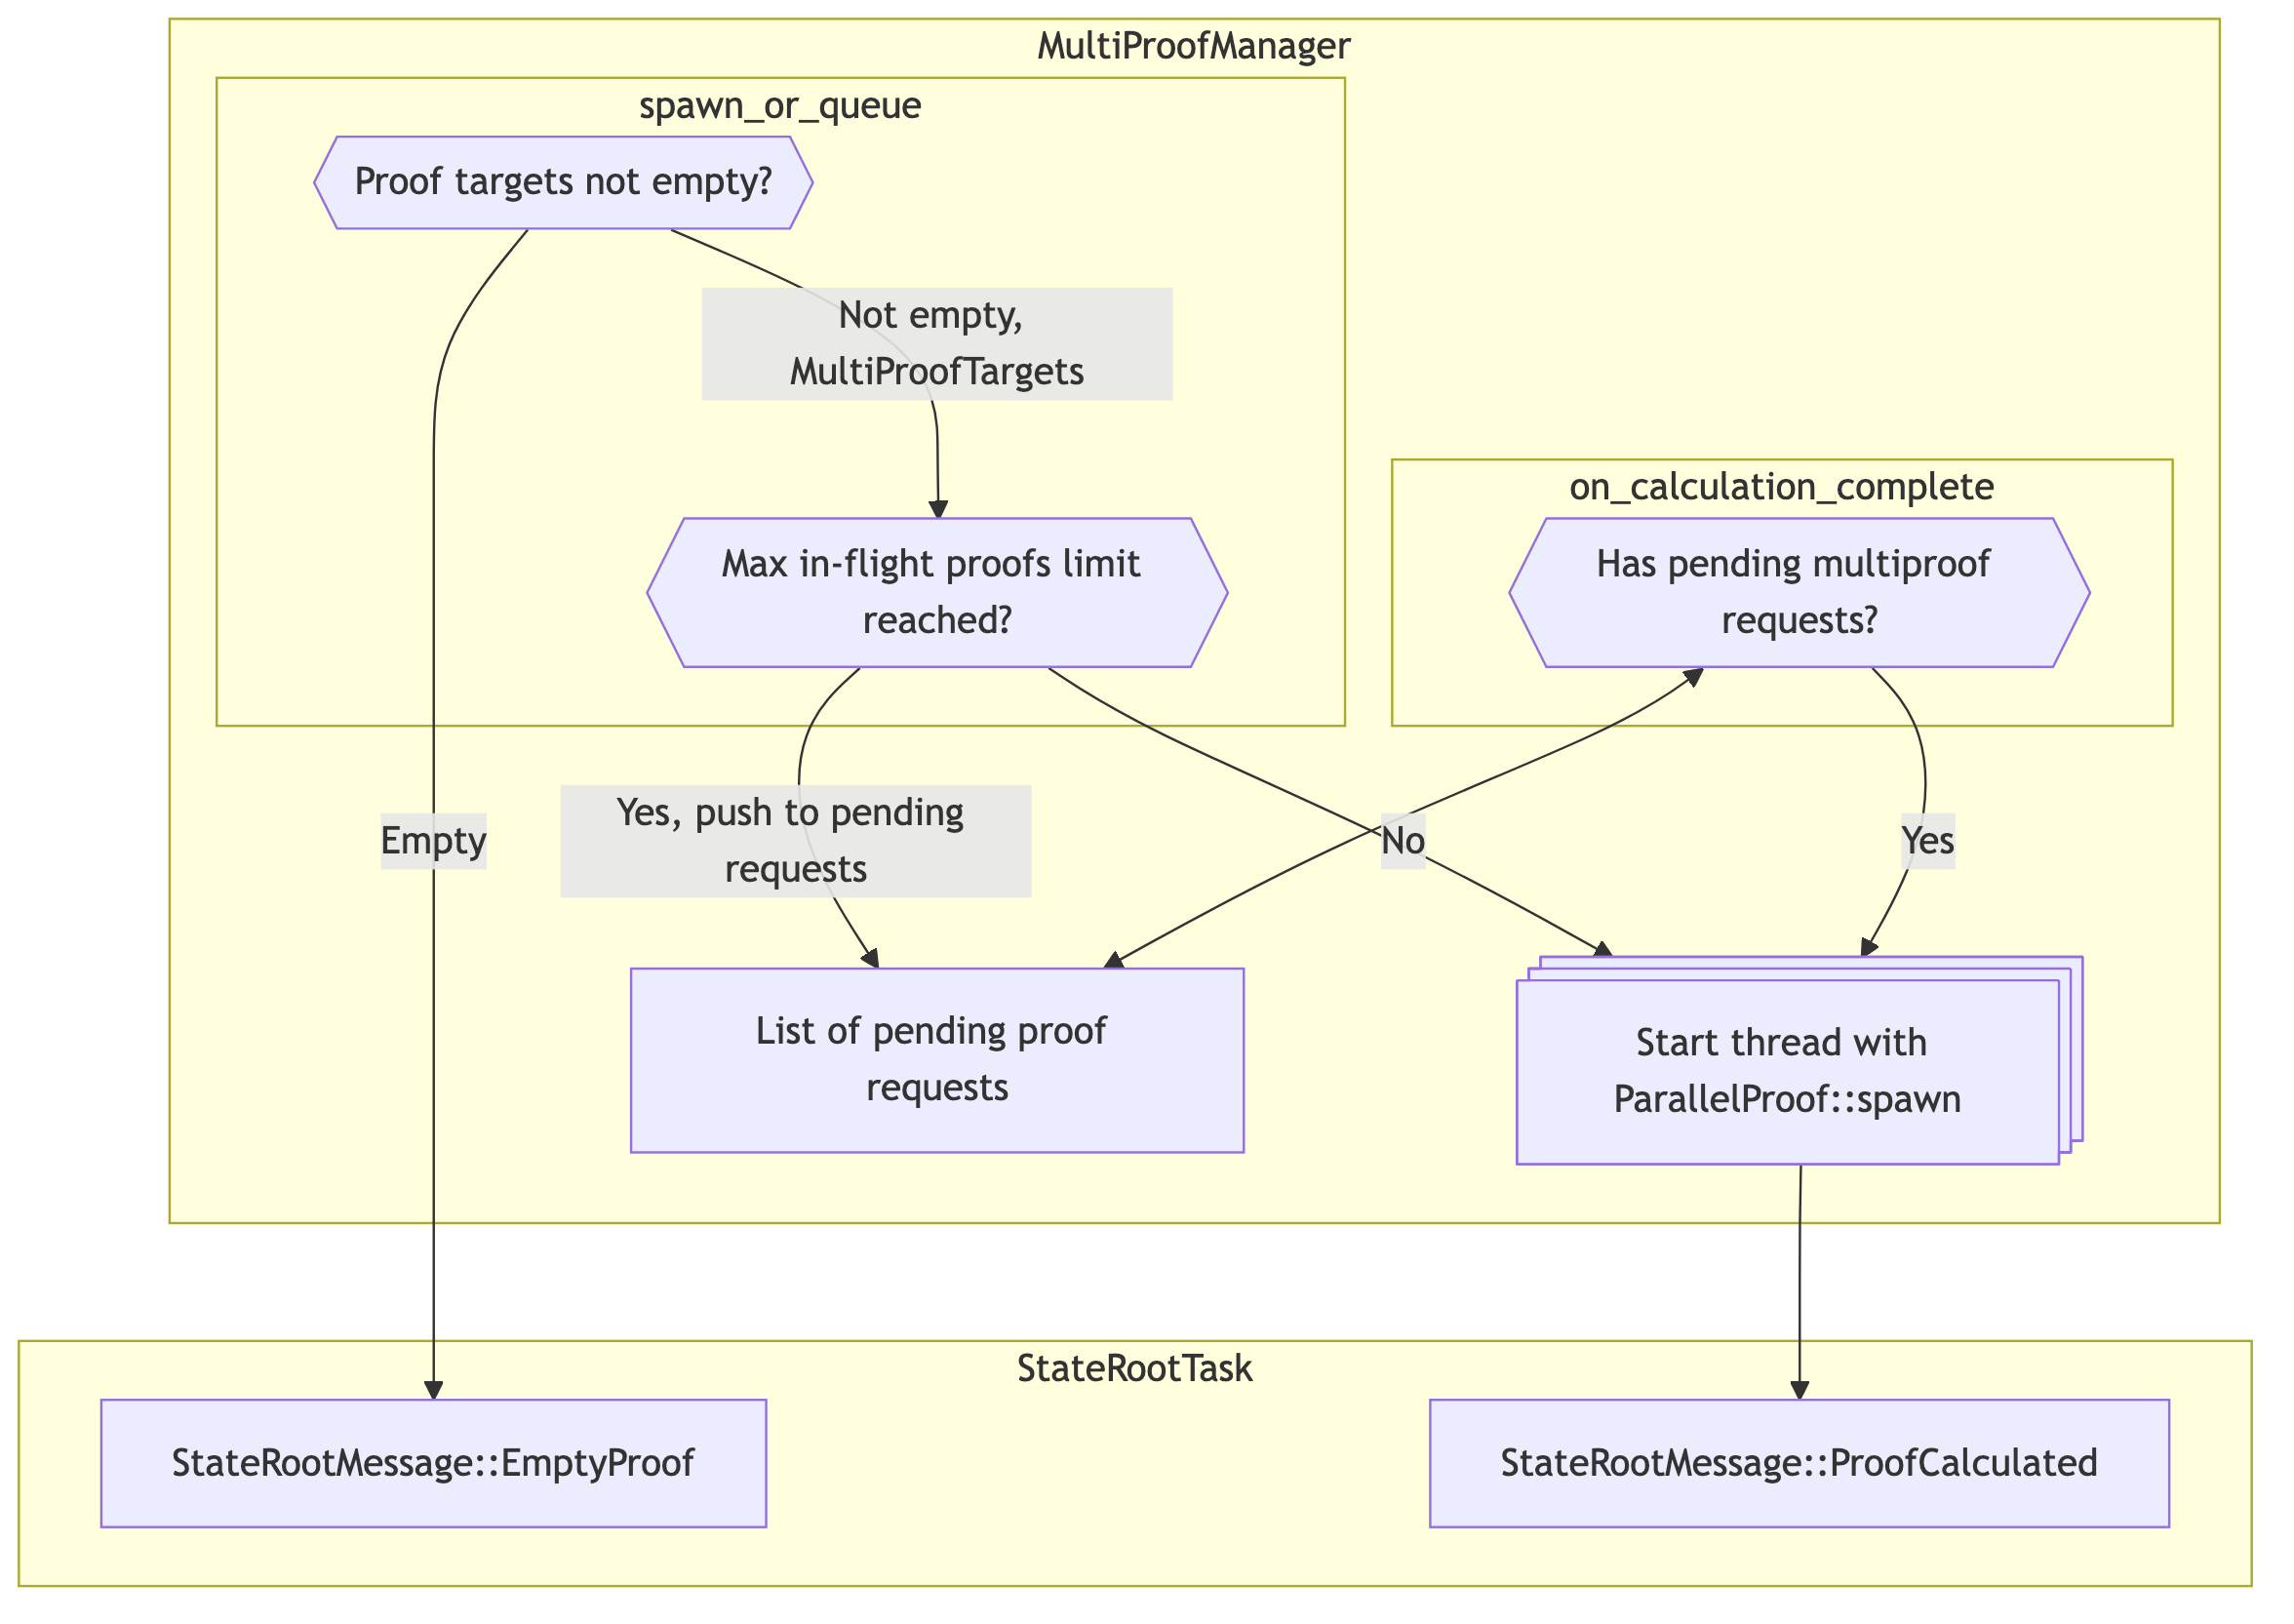 MultiProofManager
spawn_or_queue
Proof targets not empty?
Not empty,
MultiProofTargets
on_calculation_complete
Max in-flight proofs limit
reached?
Has pending multiproof
requests?
Empty
Yes, push to pending
requests
No
Yes
List of pending proof
requests
Start thread with
ParallelProof::spawn
StateRootTask
StateRootMessage::EmptyProof
StateRootMessage::ProofCalculated